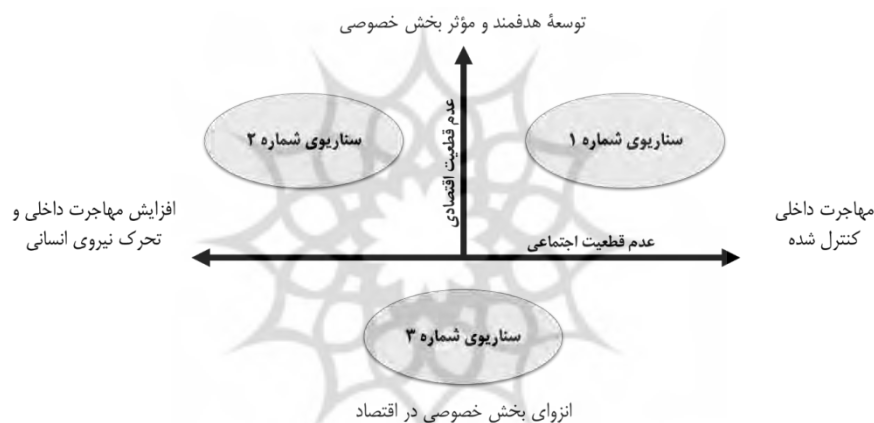 توسعهٔ هدفمند و مؤثر بخش خصوصی
عدم قطعیت اقتصادی
سناریوی شماره ۱
سناریوی شماره ۲
مهاجرت داخلی
کنترل شده
افزایش مهاجرت داخلی و
تحرک نیروی انسانی
عدم قطعیت اجتماعی
سناریوی شماره ۳
انزوای بخش خصوصی در اقتصاد